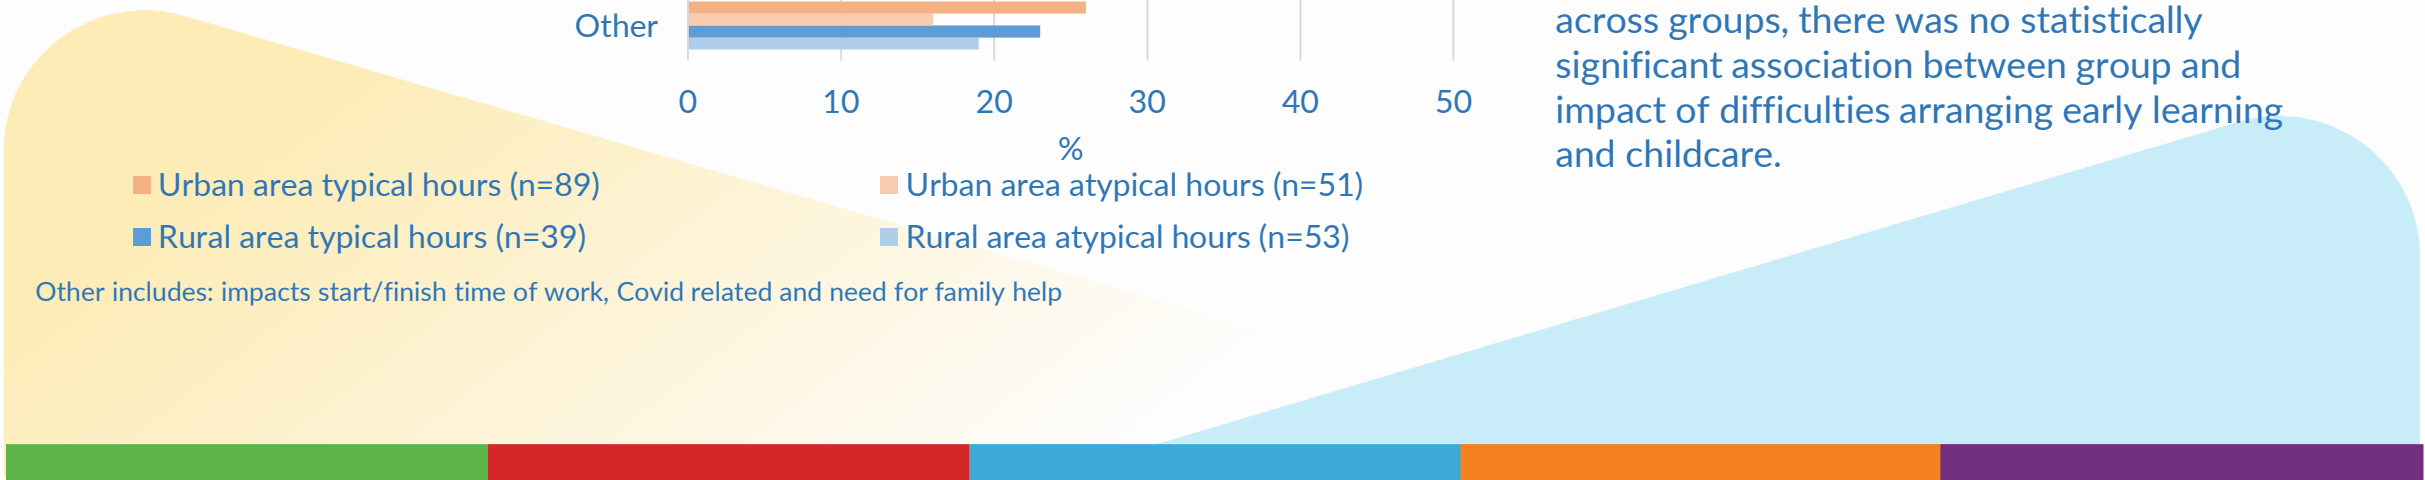 Other
0 10 20 30 40 50
%
Urban area typical hours (n=89)
Urban area atypical hours (n=51)
Rural area typical hours (n=39)
Rural area atypical hours (n=53)
Other includes: impacts start/finish time of work, Covid related and need for family help
across groups, there was no statistically
significant association between group and
impact of difficulties arranging early learning
and childcare.